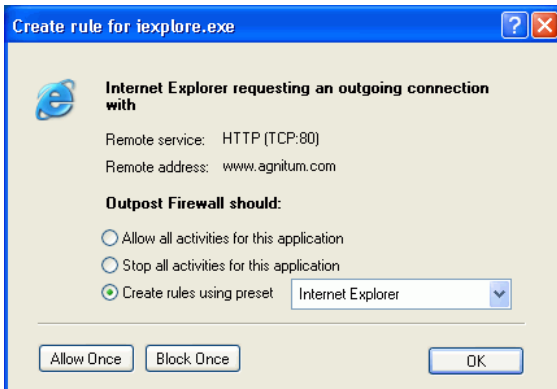 Create rule for iexplore.exe
Internet Explorer requesting an outgoing connection
with
Remote service: HTTP (TCP:80)
Remote address: www.agnitum.com
Outpost Firewall should:
Allow all activities for this application
Stop all activities for this application
Create rules using preset Internet Explorer
Allow Once Block Once OK